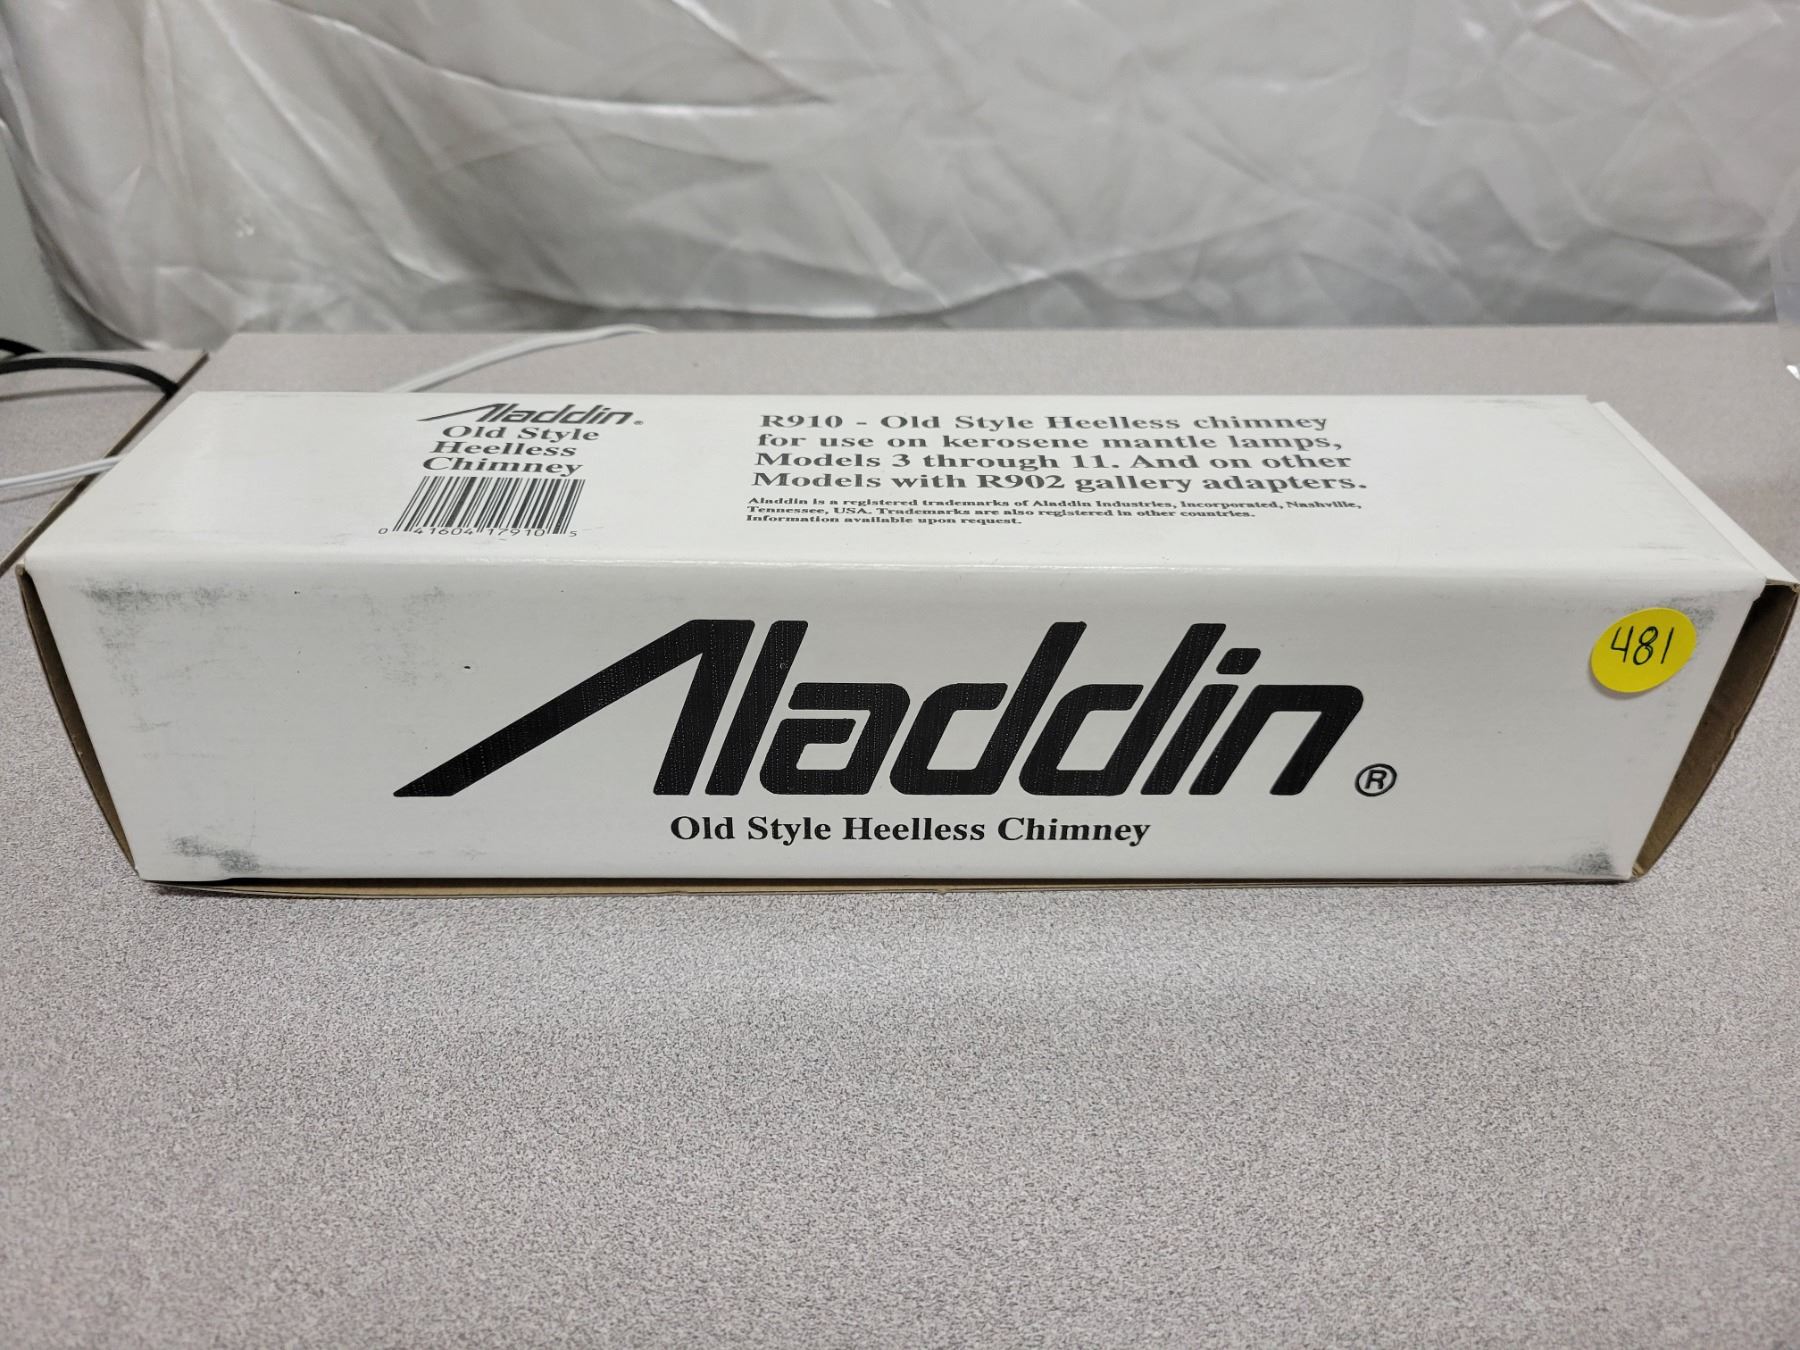 Aladdin®
Old Style
Heelless
Chimney
0 41604 17910 5
R910 - Old Style Heelless chimney
for use on kerosene mantle lamps,
Models 3 through 11. And on other
Models with R902 gallery adapters.
Aladdin is a registered trademarks of Aladdin Industries, Incorporated, Nashville,
Tennessee, USA. Trademarks are also registered in other countries.
Information available upon request.
481
Aladdin®
Old Style Heelless Chimney